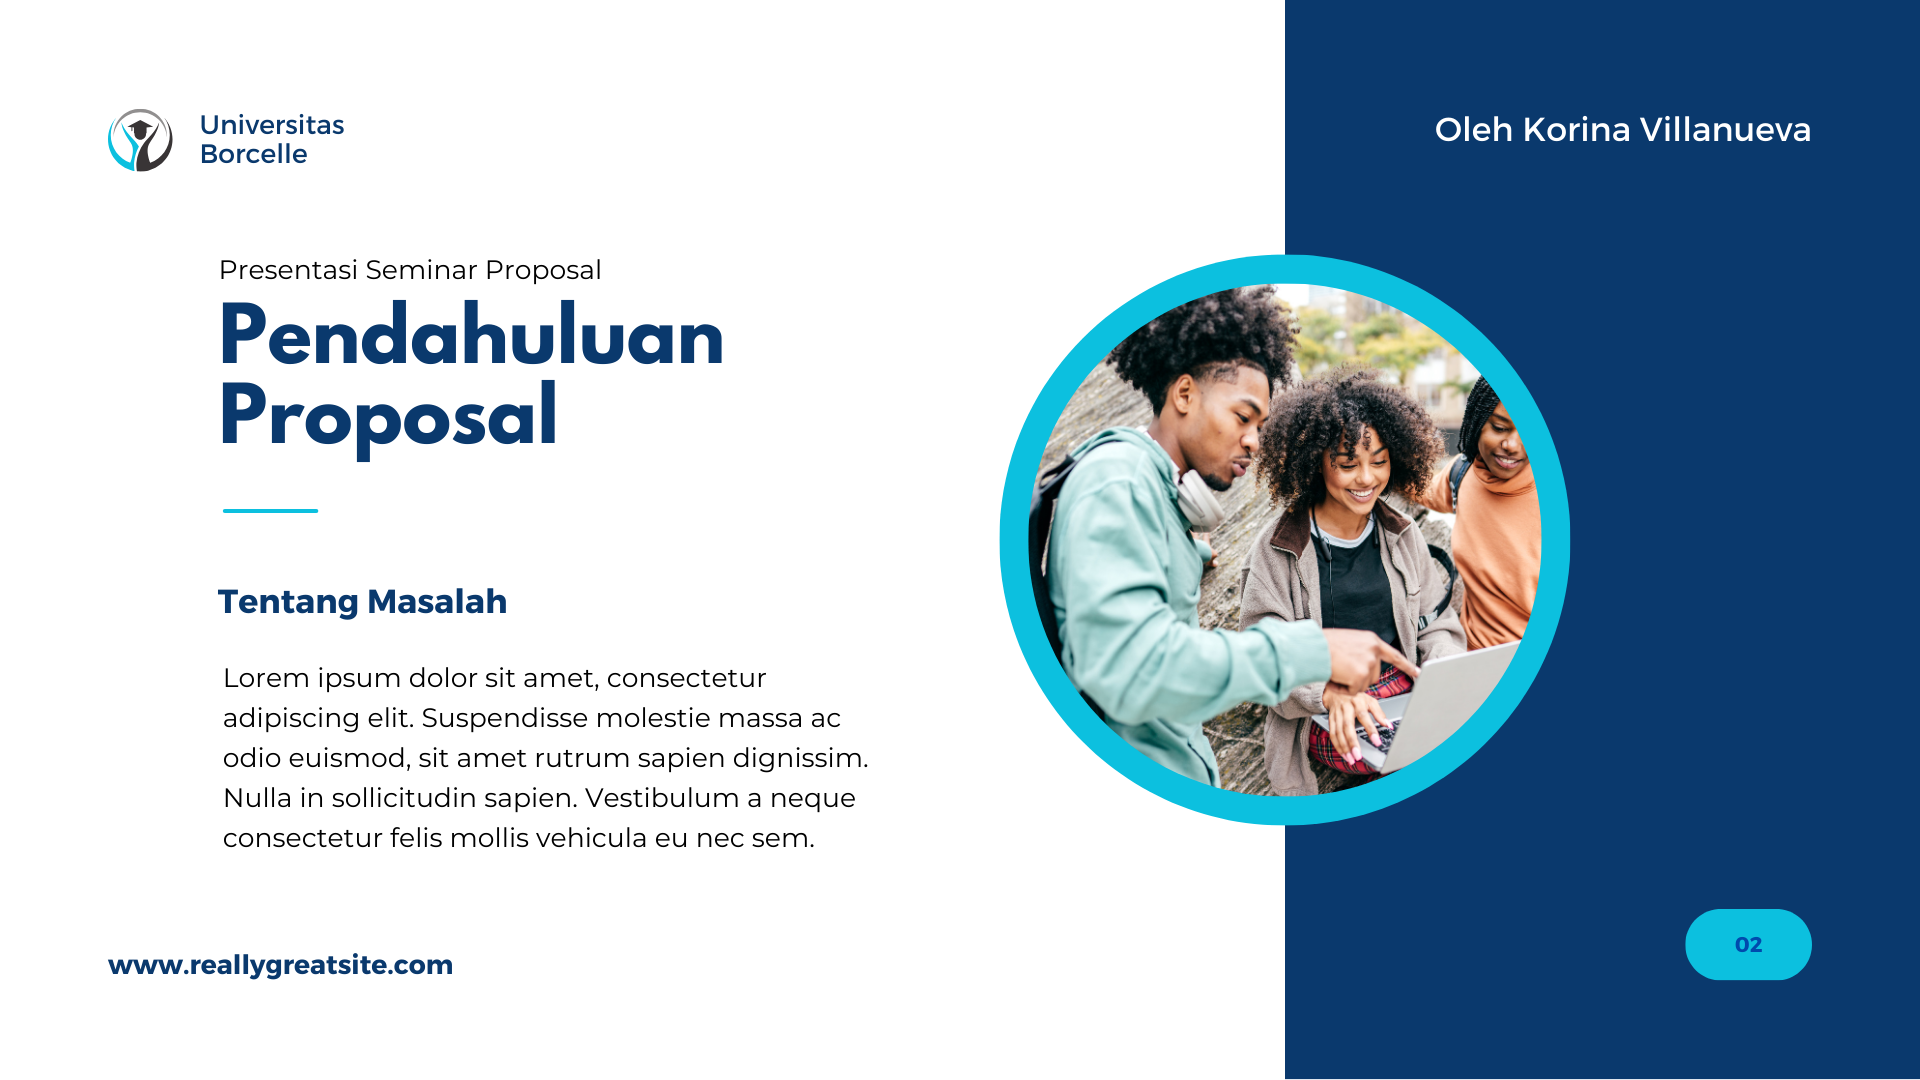 Universitas
Borcelle
Oleh Korina Villanueva
Presentasi Seminar Proposal
Pendahuluan
Proposal
Tentang Masalah
Lorem ipsum dolor sit amet, consectetur
adipiscing elit. Suspendisse molestie massa ac
odio euismod, sit amet rutrum sapien dignissim.
Nulla in sollicitudin sapien. Vestibulum a neque
consectetur felis mollis vehicula eu nec sem.
www.reallygreatsite.com
02